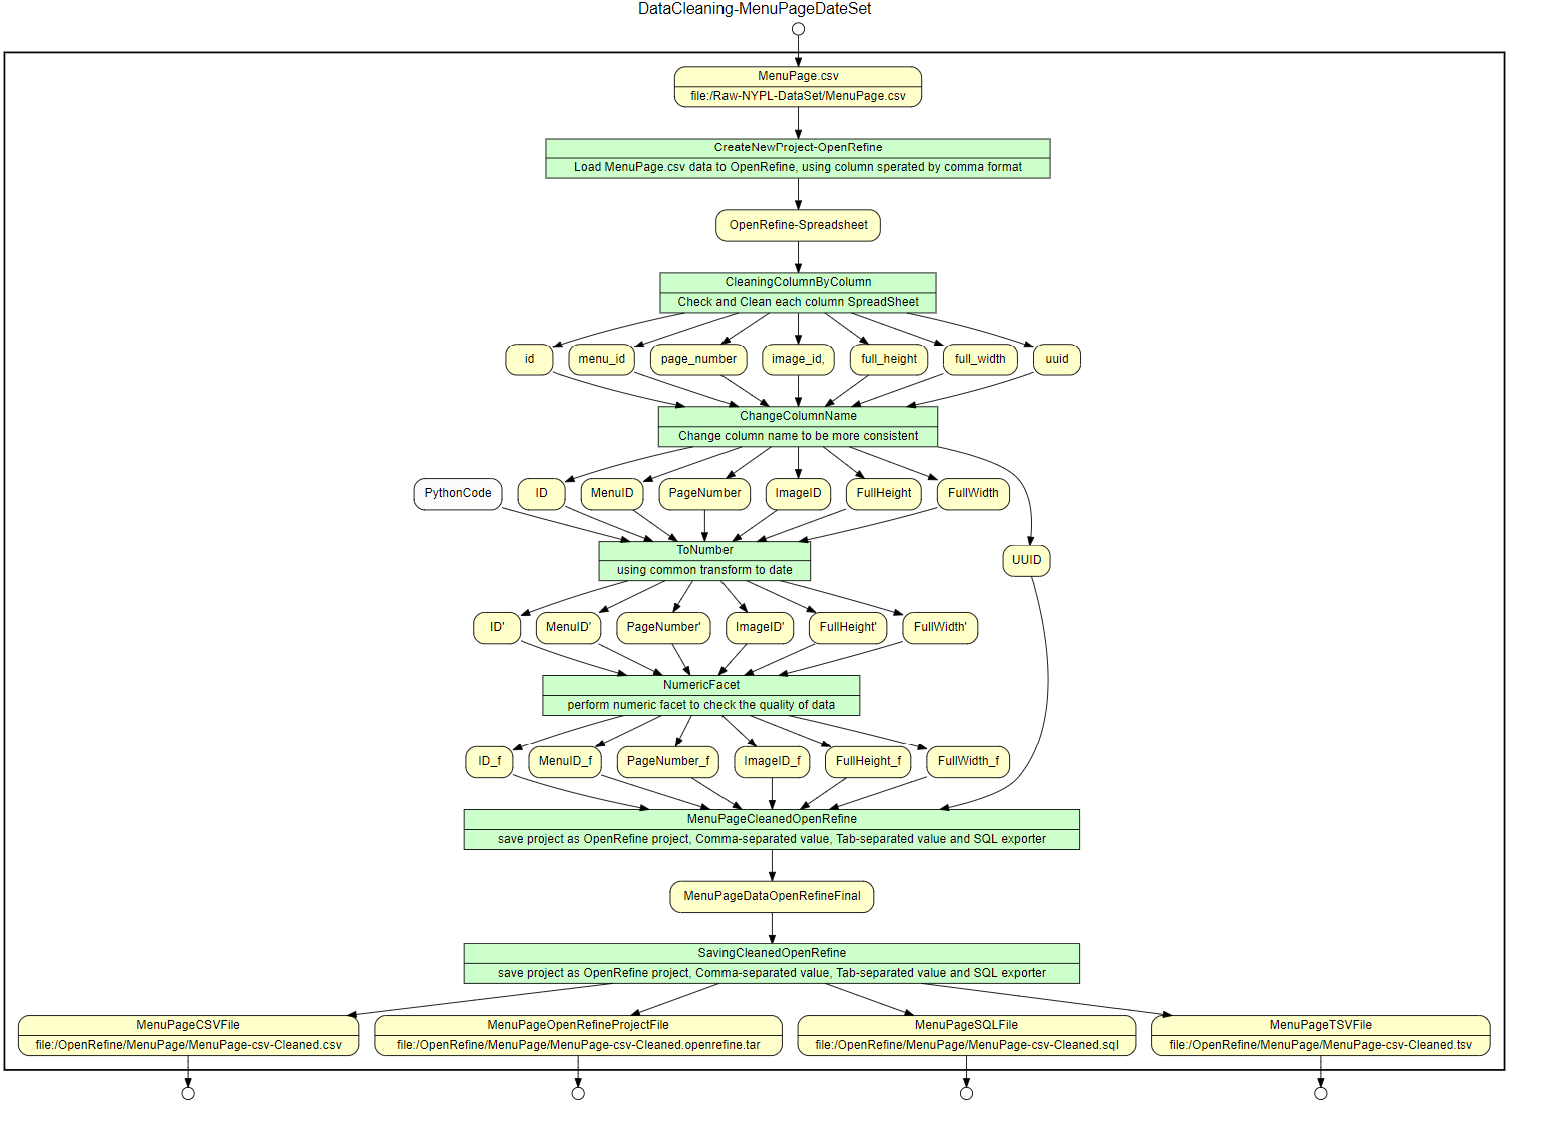 DataCleaning-MenuPageDateSet
MenuPage.csv
file:/Raw-NYPL-DataSet/MenuPage.csv
CreateNewProject-OpenRefine
Load MenuPage.csv data to OpenRefine, using column sperated by comma format
OpenRefine-Spreadsheet
CleaningColumnByColumn
Check and Clean each column SpreadSheet
id menu_id page_number image_id, full_height full_width uuid
ChangeColumnName
Change column name to be more consistent
PythonCode ID MenuID PageNumber ImageID FullHeight FullWidth
ToNumber
using common transform to date
UUID
ID' MenuID' PageNumber' ImageID' FullHeight' FullWidth'
NumericFacet
perform numeric facet to check the quality of data
ID_f MenuID_f PageNumber_f ImageID_f FullHeight_f FullWidth_f
MenuPageCleanedOpenRefine
save project as OpenRefine project, Comma-separated value, Tab-separated value and SQL exporter
MenuPageDataOpenRefineFinal
SavingCleanedOpenRefine
save project as OpenRefine project, Comma-separated value, Tab-separated value and SQL exporter
MenuPageCSVFile MenuPageOpenRefineProjectFile MenuPageSQLFile MenuPageTSVFile
file:/OpenRefine/MenuPage/MenuPage-csv-Cleaned.csv file:/OpenRefine/MenuPage/MenuPage-csv-Cleaned.openrefine.tar file:/OpenRefine/MenuPage/MenuPage-csv-Cleaned.sql file:/OpenRefine/MenuPage/MenuPage-csv-Cleaned.tsv